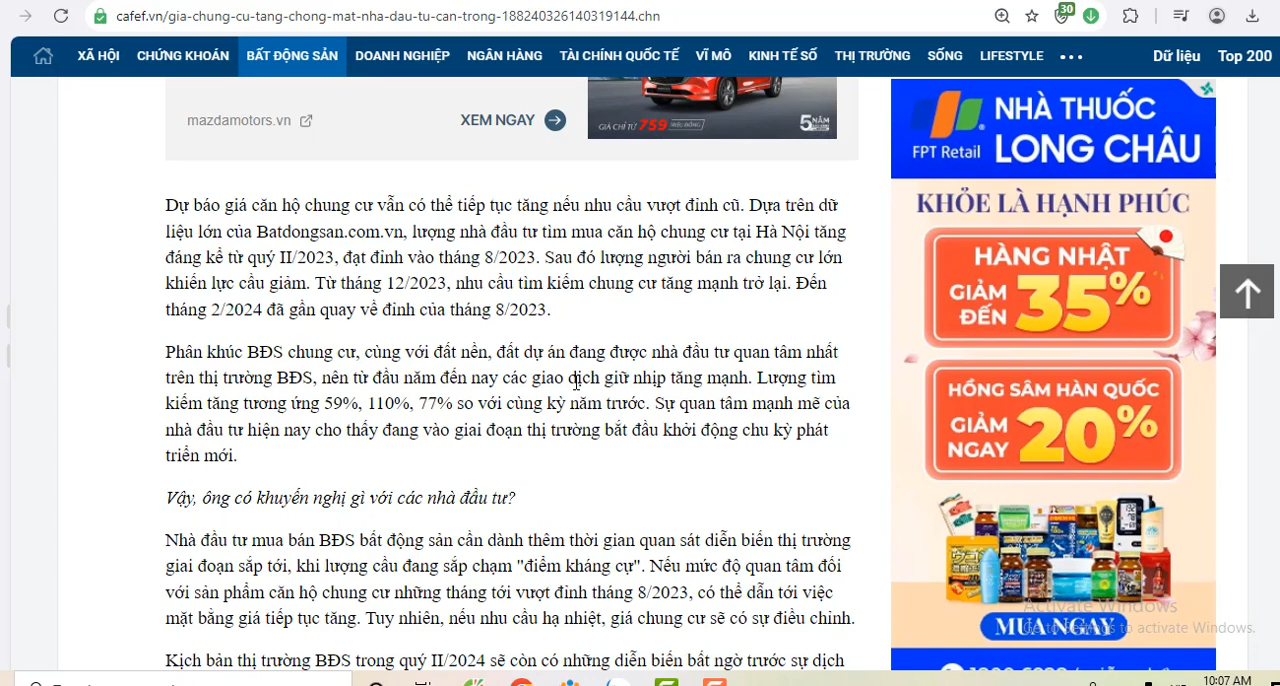 cafef.vn/gia-chung-cu-tang-chong-mat-nha-dau-tu-can-trong-188240326140319144.chn
30
XÃ HỘI CHỨNG KHOÁN BẤT ĐỘNG SẢN DOANH NGHIỆP NGÂN HÀNG TÀI CHÍNH QUỐC TẾ VĨ MÔ KINH TẾ SỐ THỊ TRƯỜNG SỐNG LIFESTYLE ••• Dữ liệu Top 200
mazdamotors.vn
XEM NGAY
GIÁ CHỈ TỪ 759 TRIỆU ĐỒNG
5 NĂM
Dự báo giá căn hộ chung cư vẫn có thể tiếp tục tăng nếu nhu cầu vượt đỉnh cũ. Dựa trên dữ
liệu lớn của Batdongsan.com.vn, lượng nhà đầu tư tìm mua căn hộ chung cư tại Hà Nội tăng
đáng kể từ quý II/2023, đạt đỉnh vào tháng 8/2023. Sau đó lượng người bán ra chung cư lớn
khiến lực cầu giảm. Từ tháng 12/2023, nhu cầu tìm kiếm chung cư tăng mạnh trở lại. Đến
tháng 2/2024 đã gần quay về đỉnh của tháng 8/2023.
Phân khúc BĐS chung cư, cùng với đất nền, đất dự án đang được nhà đầu tư quan tâm nhất
trên thị trường BĐS, nên từ đầu năm đến nay các giao dịch giữ nhịp tăng mạnh. Lượng tìm
kiếm tăng tương ứng 59%, 110%, 77% so với cùng kỳ năm trước. Sự quan tâm mạnh mẽ của
nhà đầu tư hiện nay cho thấy đang vào giai đoạn thị trường bắt đầu khởi động chu kỳ phát
triển mới.
Vậy, ông có khuyến nghị gì với các nhà đầu tư?
Nhà đầu tư mua bán BĐS bất động sản cần dành thêm thời gian quan sát diễn biến thị trường
giai đoạn sắp tới, khi lượng cầu đang sắp chạm "điểm kháng cự". Nếu mức độ quan tâm đối
với sản phẩm căn hộ chung cư những tháng tới vượt đỉnh tháng 8/2023, có thể dẫn tới việc
mặt bằng giá tiếp tục tăng. Tuy nhiên, nếu nhu cầu hạ nhiệt, giá chung cư sẽ có sự điều chỉnh.
Kịch bản thị trường BĐS trong quý II/2024 sẽ còn có những diễn biến bất ngờ trước sự dịch
FPT Retail
NHÀ THUỐC
LONG CHÂU
KHỎE LÀ HẠNH PHÚC
HÀNG NHẬT
GIẢM ĐẾN 35%
HỒNG SÂM HÀN QUỐC
GIẢM NGAY 20%
MUA NGAY
Activate Windows
Go to Settings to activate Windows.
10:07 AM